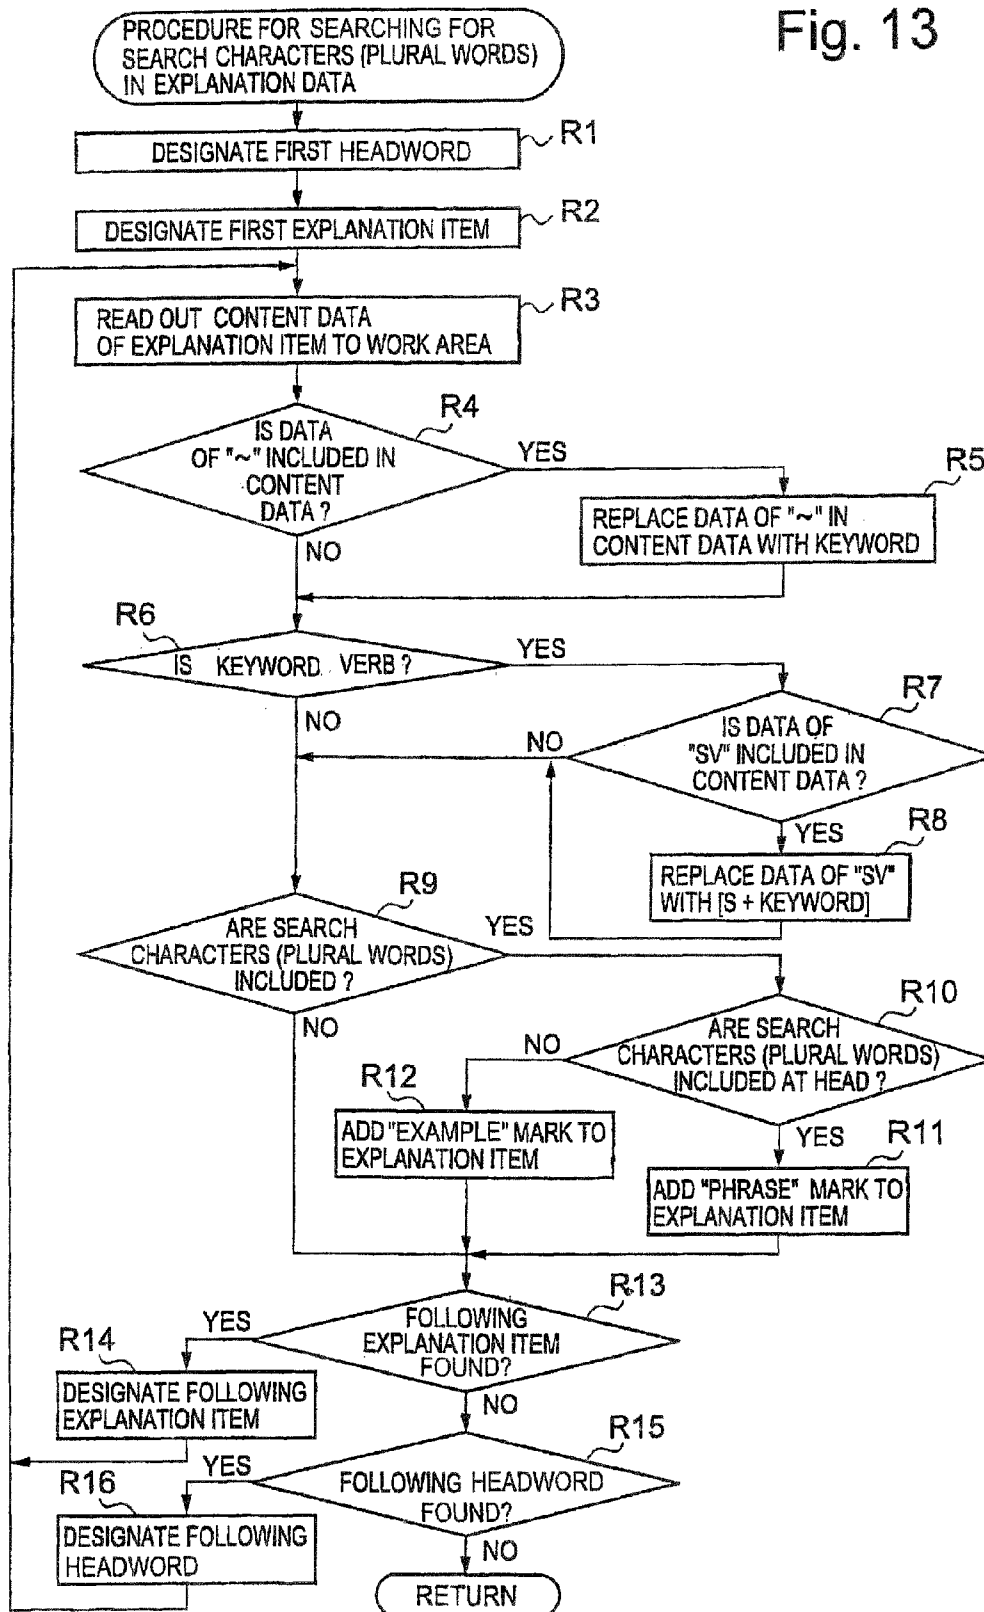 Fig. 13
PROCEDURE FOR SEARCHING FOR
SEARCH CHARACTERS (PLURAL WORDS)
IN EXPLANATION DATA
R1
DESIGNATE FIRST HEADWORD
R2
DESIGNATE FIRST EXPLANATION ITEM
R3
READ OUT CONTENT DATA
OF EXPLANATION ITEM TO WORK AREA
R4
IS DATA
OF "~" INCLUDED IN
CONTENT
DATA ?
YES
NO
R5
REPLACE DATA OF "~" IN
CONTENT DATA WITH KEYWORD
R6
IS KEYWORD VERB ?
YES
NO
R7
IS DATA OF
"SV" INCLUDED IN
CONTENT DATA ?
NO
YES
R8
REPLACE DATA OF "SV"
WITH [S + KEYWORD]
R9
ARE SEARCH
CHARACTERS (PLURAL WORDS)
INCLUDED ?
YES
NO
R10
ARE SEARCH
CHARACTERS (PLURAL WORDS)
INCLUDED AT HEAD ?
NO
YES
R12
ADD "EXAMPLE" MARK TO
EXPLANATION ITEM
R11
ADD "PHRASE" MARK TO
EXPLANATION ITEM
R13
FOLLOWING
EXPLANATION ITEM
FOUND?
YES
NO
R14
DESIGNATE FOLLOWING
EXPLANATION ITEM
R15
FOLLOWING HEADWORD
FOUND?
YES
NO
R16
DESIGNATE FOLLOWING
HEADWORD
RETURN